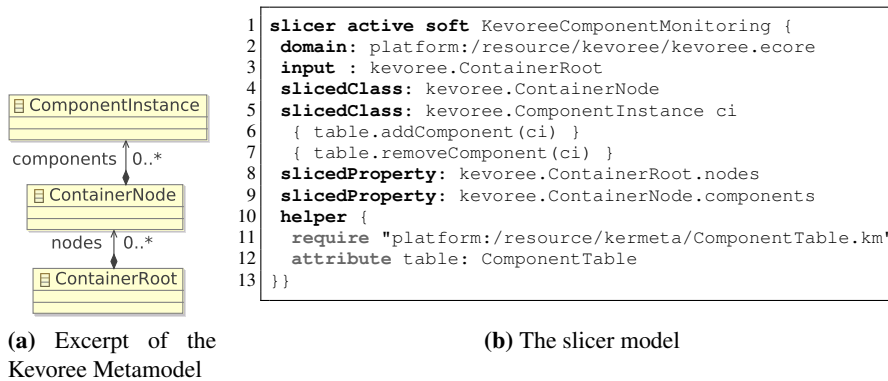 ComponentInstance
components 0..*
ContainerNode
nodes 0..*
ContainerRoot
(a) Excerpt of the
Kevoree Metamodel
1 slicer active soft KevoreeComponentMonitoring {
2 domain: platform:/resource/kevoree/kevoree.ecore
3 input : kevoree.ContainerRoot
4 slicedClass: kevoree.ContainerNode
5 slicedClass: kevoree.ComponentInstance ci
6 { table.addComponent(ci) }
7 { table.removeComponent(ci) }
8 slicedProperty: kevoree.ContainerRoot.nodes
9 slicedProperty: kevoree.ContainerNode.components
10 helper {
11 require "platform:/resource/kermeta/ComponentTable.km"
12 attribute table: ComponentTable
13 }}
(b) The slicer model